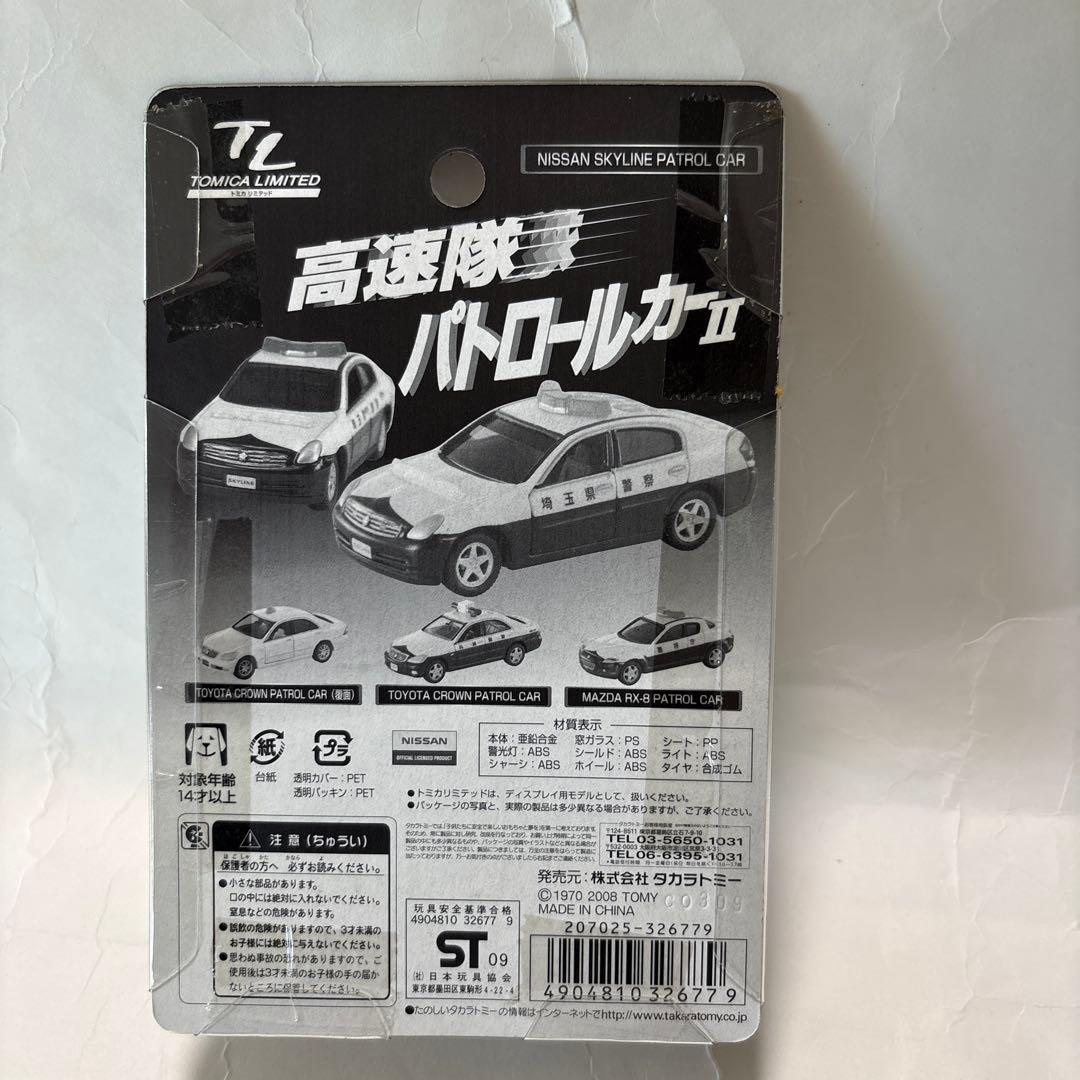 TL
TOMICA LIMITED
トミカリミテッド
NISSAN SKYLINE PATROL CAR
高速隊
パトロールカーII
SKYLINE
埼玉県警察
TOYOTA CROWN PATROL CAR（覆面）
TOYOTA CROWN PATROL CAR
MAZDA RX-8 PATROL CAR
対象年齢
14才以上
紙
台紙
プラ
透明カバー：PET
透明パッキン：PET
NISSAN
OFFICIAL LICENSED PRODUCT
材質表示
本体：亜鉛合金 窓ガラス：PS シート：PP
警光灯：ABS シールド：ABS ライト：ABS
シャーシ：ABS ホイール：ABS タイヤ：合成ゴム
●トミカリミテッドは、ディスプレイ用モデルとして、扱いください。
●パッケージの写真と、実際の製品は多少異なる場合がありますが、ご了承ください。
注意（ちゅうい）
保護者の方へ 必ずお読みください。
●小さな部品があります。
口の中には絶対に入れないでください。
窒息などの危険があります。
●誤飲の危険がありますので、3才未満の
お子様には絶対に与えないでください。
●思わぬ事故の恐れがありますので、ご
使用後は3才未満のお子様の手の届か
ないところに保管してください。
〒124-8511 東京都葛飾区立石7-9-10
TEL03-5650-1031
TEL06-6395-1031
発売元：株式会社 タカラトミー
©1970 2008 TOMY
MADE IN CHINA
玩具安全基準合格
4904810 32677 9
ST 09
(社)日本玩具協会
東京都墨田区東駒形4-22-4
207025-326779
4904810326779
●たのしいタカラトミーの情報はインターネットでhttp://www.takaratomy.co.jp